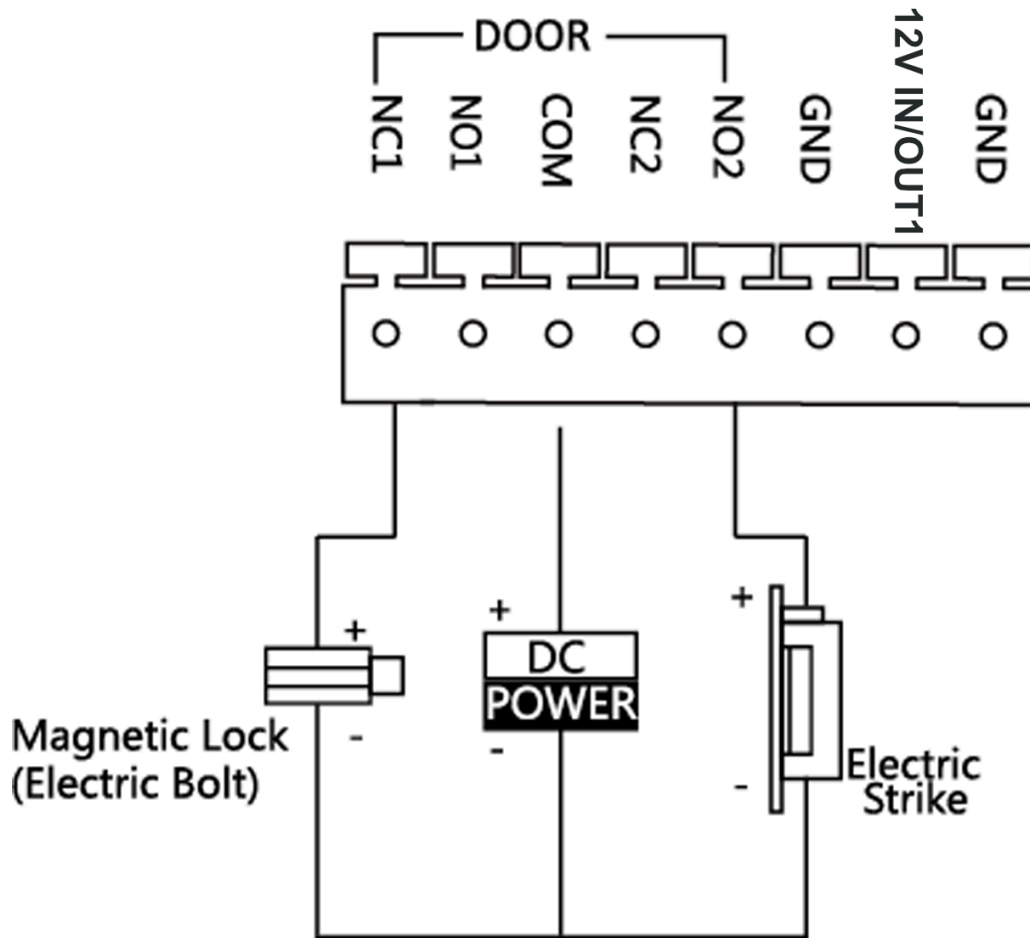 DOOR
NC1
NO1
COM
NC2
NO2
GND
12V IN/OUT1
GND
+
-
Magnetic Lock
(Electric Bolt)
+
DC
POWER
-
+
-
Electric
Strike